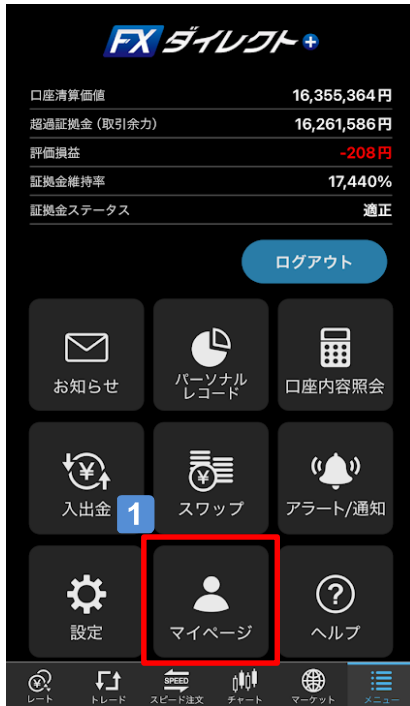 FXダイレクト+
口座清算価値 16,355,364円
超過証拠金(取引余力) 16,261,586円
評価損益 -208円
証拠金維持率 17,440%
証拠金ステータス 適正
ログアウト
お知らせ
パーソナル
レコード
口座内容照会
入出金
1
スワップ
アラート/通知
設定
マイページ
ヘルプ
SPEED
レート トレード スピード注文 チャート マーケット メニュー